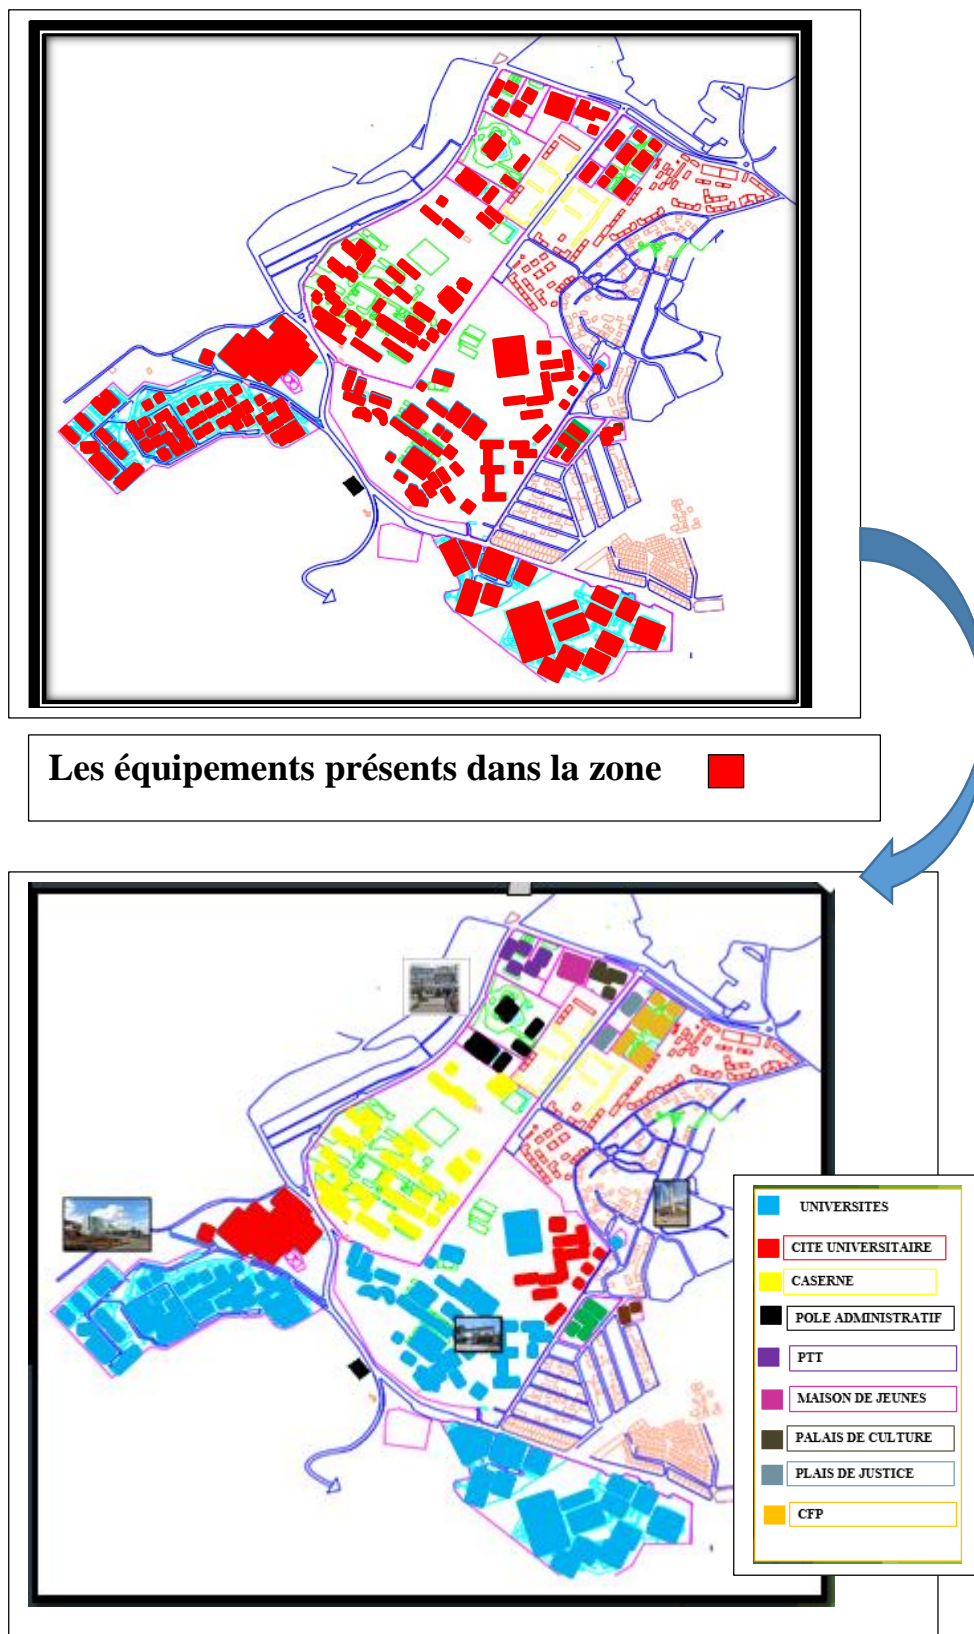 Les équipements présents dans la zone
UNIVERSITES
CITE UNIVERSITAIRE
CASERNE
POLE ADMINISTRATIF
PTT
MAISON DE JEUNES
PALAIS DE CULTURE
PLAIS DE JUSTICE
CFP